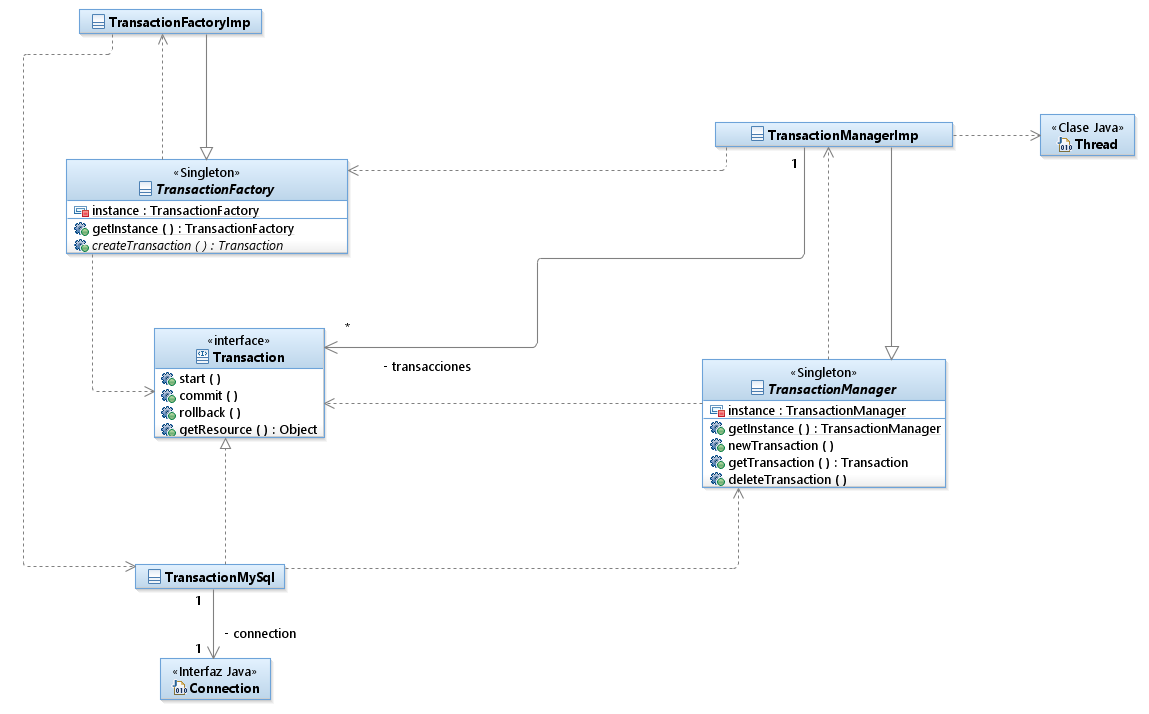 TransactionFactoryImp
TransactionManagerImp
1
«Clase Java»
Thread
«Singleton»
TransactionFactory
instance : TransactionFactory
getInstance ( ) : TransactionFactory
createTransaction ( ) : Transaction
*
- transacciones
«interface»
Transaction
start ( )
commit ( )
rollback ( )
getResource ( ) : Object
«Singleton»
TransactionManager
instance : TransactionManager
getInstance ( ) : TransactionManager
newTransaction ( )
getTransaction ( ) : Transaction
deleteTransaction ( )
TransactionMySql
1
- connection
1
«Interfaz Java»
Connection